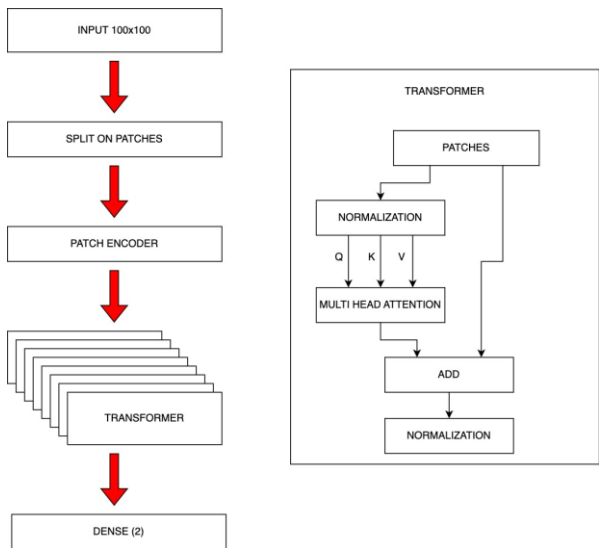 INPUT 100x100
SPLIT ON PATCHES
PATCH ENCODER
TRANSFORMER
DENSE (2)
TRANSFORMER
PATCHES
NORMALIZATION
Q K V
MULTI HEAD ATTENTION
ADD
NORMALIZATION